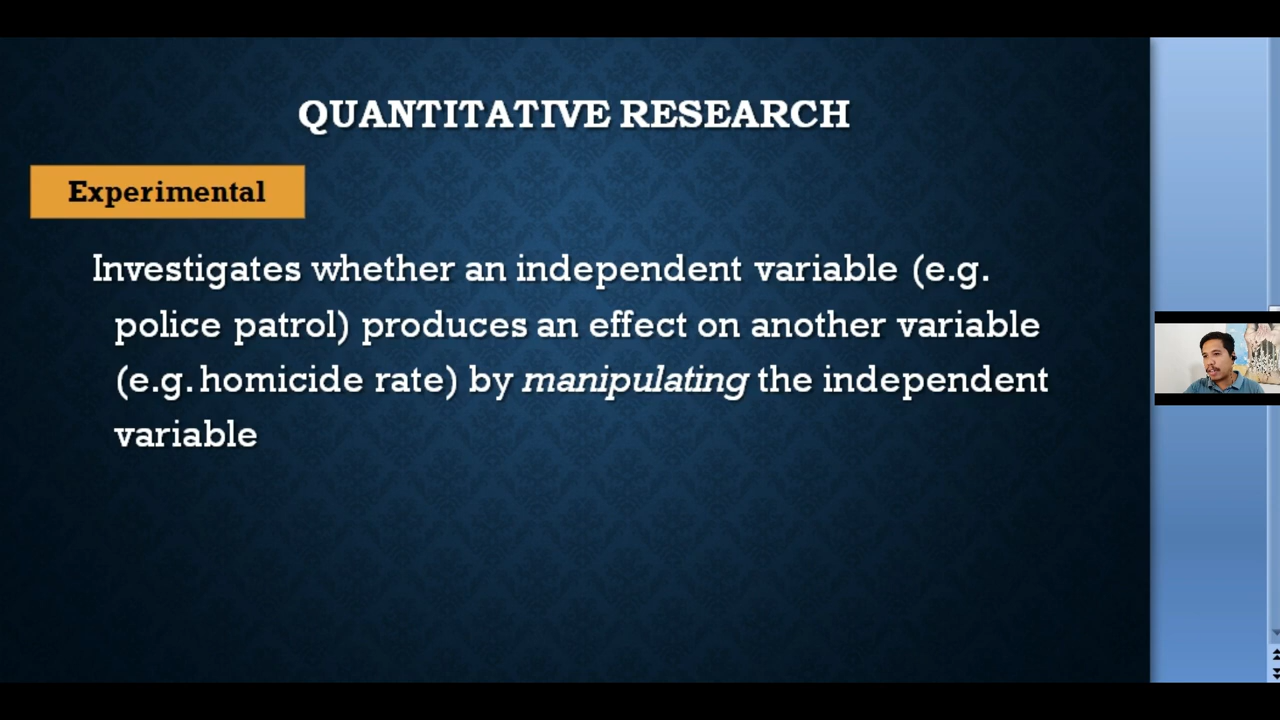 QUANTITATIVE RESEARCH
Experimental
Investigates whether an independent variable (e.g.
police patrol) produces an effect on another variable
(e.g. homicide rate) by manipulating the independent
variable